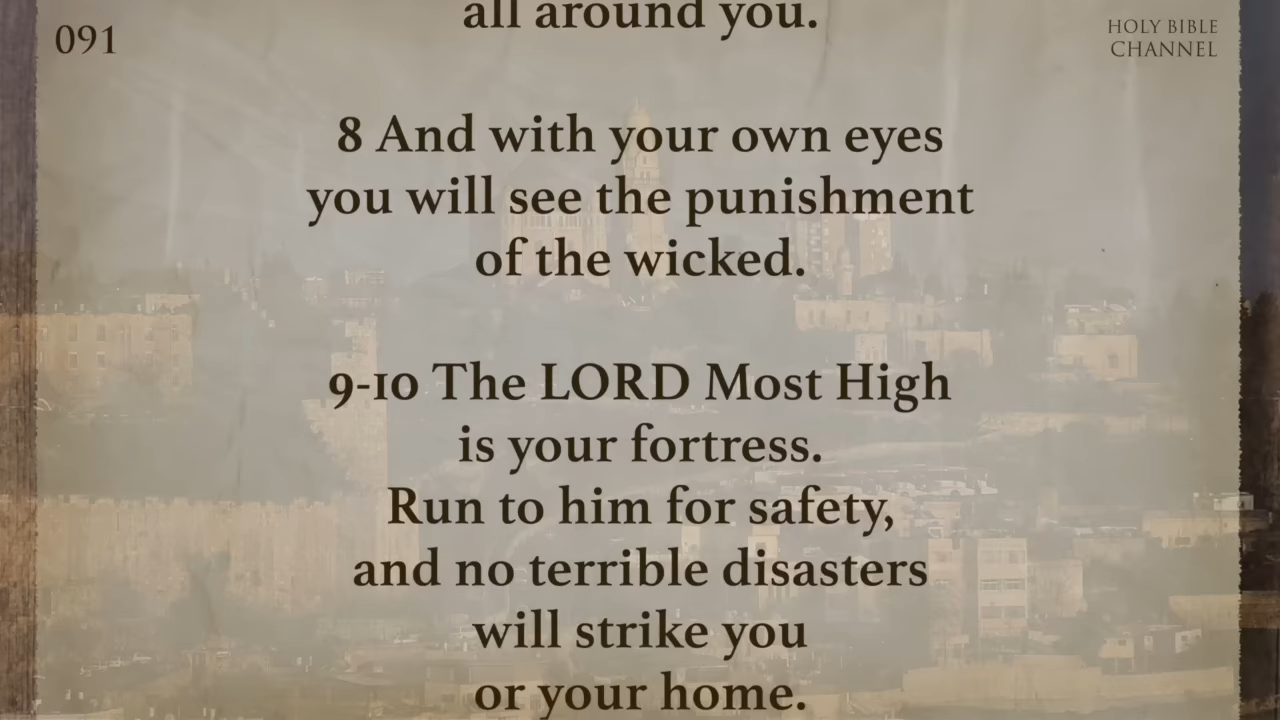 all around you.
091
HOLY BIBLE
CHANNEL
8 And with your own eyes
you will see the punishment
of the wicked.
9-10 The LORD Most High
is your fortress.
Run to him for safety,
and no terrible disasters
will strike you
or your home.